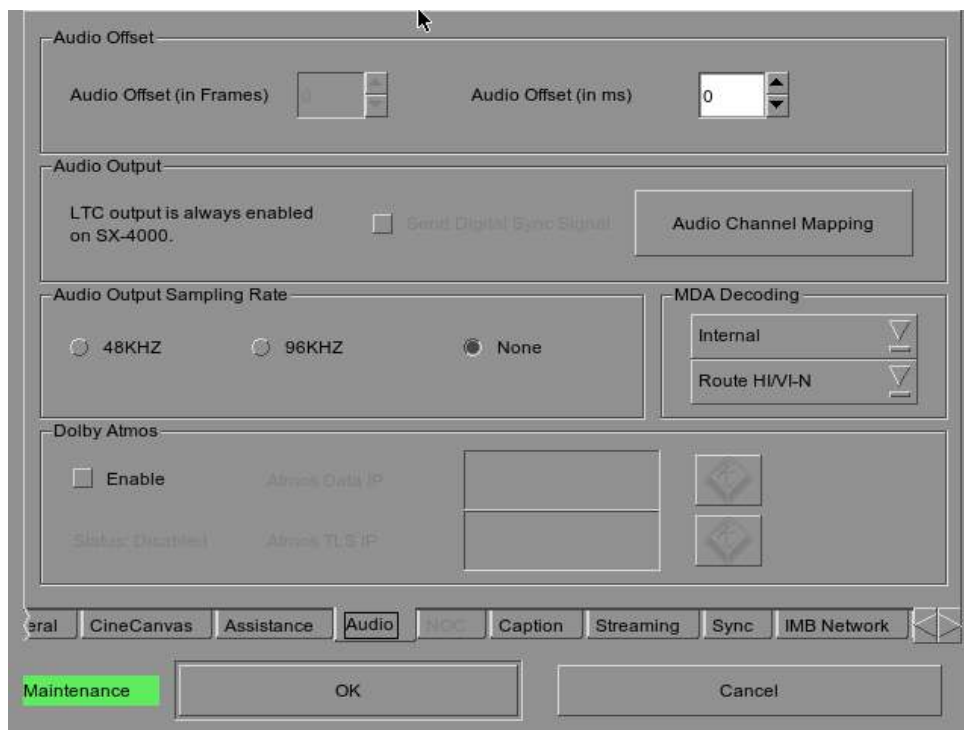 Audio Offset
Audio Offset (in Frames)
0
Audio Offset (in ms)
0
Audio Output
LTC output is always enabled
on SX-4000.
Send Digital Sync Signal
Audio Channel Mapping
Audio Output Sampling Rate
48KHZ
96KHZ
None
MDA Decoding
Internal
Route HI/VI-N
Dolby Atmos
Enable
Atmos Data IP
Status: Disabled
Atmos TLS IP
eral
CineCanvas
Assistance
Audio
NOC
Caption
Streaming
Sync
IMB Network
Maintenance
OK
Cancel